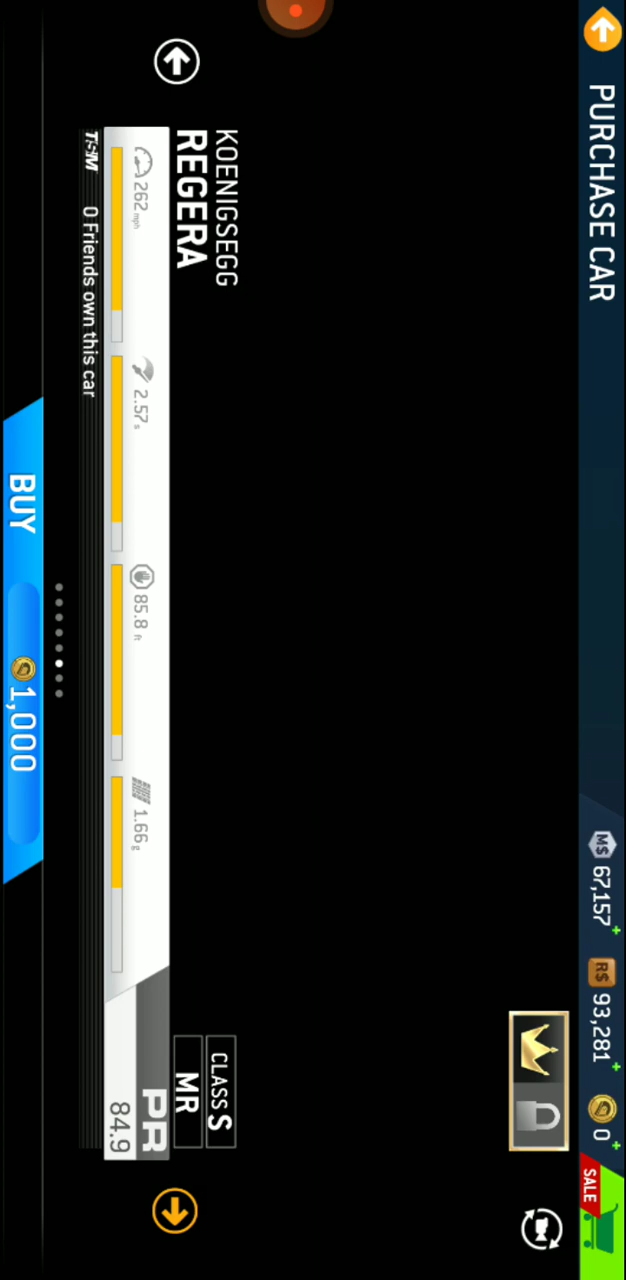 PURCHASE CAR
M$ 67,157+
R$ 93,281+
0+
SALE
KOENIGSEGG
REGERA
CLASS S
MR
262 mph
2.57 s
85.8 ft
1.66 g
PR
84.9
TSM
0 Friends own this car
BUY
1,000